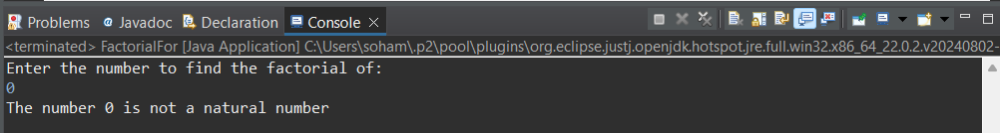 Problems @ Javadoc Declaration Console
<terminated> FactorialFor [Java Application] C:\Users\soham\.p2\pool\plugins\org.eclipse.justj.openjdk.hotspot.jre.full.win32.x86_64_22.0.2.v20240802-
Enter the number to find the factorial of:
0
The number 0 is not a natural number